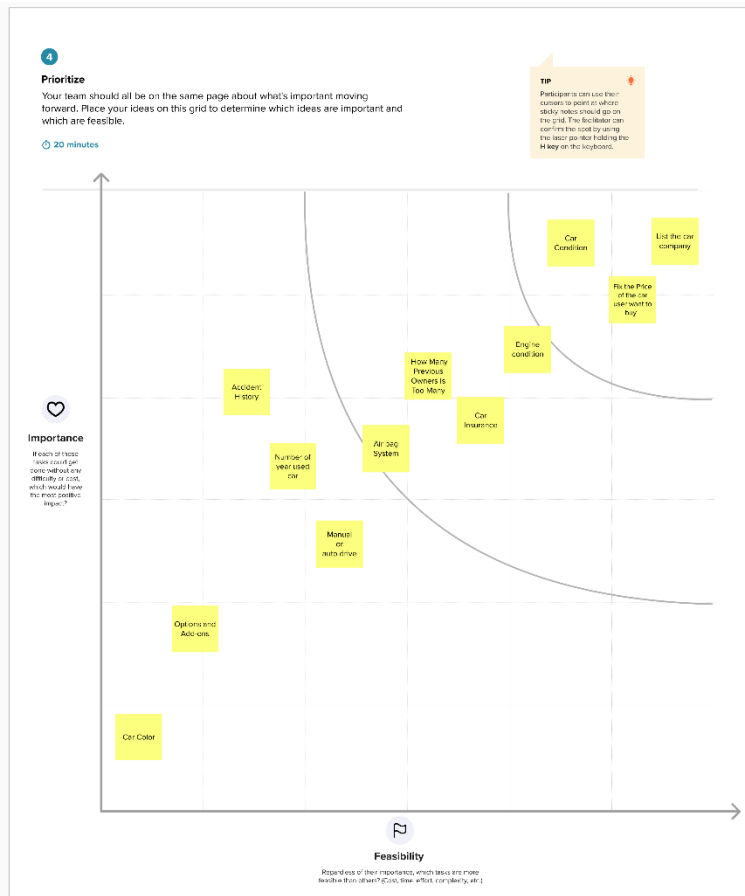 4
Prioritize
Your team should all be on the same page about what's important moving
forward. Place your ideas on this grid to determine which ideas are important and
which are feasible.
20 minutes
TIP
Participants can use their
cursors to point at where
sticky notes should go on
the grid. The facilitator can
confirm the spot by using
the laser pointer holding the
H key on the keyboard.
Car
Condition
List the car
company
Fix the Price
of the car
user want to
buy
Engine
condition
How Many
Previous
Owners Is
Too Many
Accident
History
Car
Insurance
Air bag
System
Number of
year used
car
Manual
or
auto drive
Options and
Add-ons
Car Color
Importance
If each of these
tasks could get
done without any
difficulty or cost,
which would have
the most positive
impact?
Feasibility
Regardless of their importance, which tasks are more
feasible than others? (Cost, time, effort, complexity, etc.)